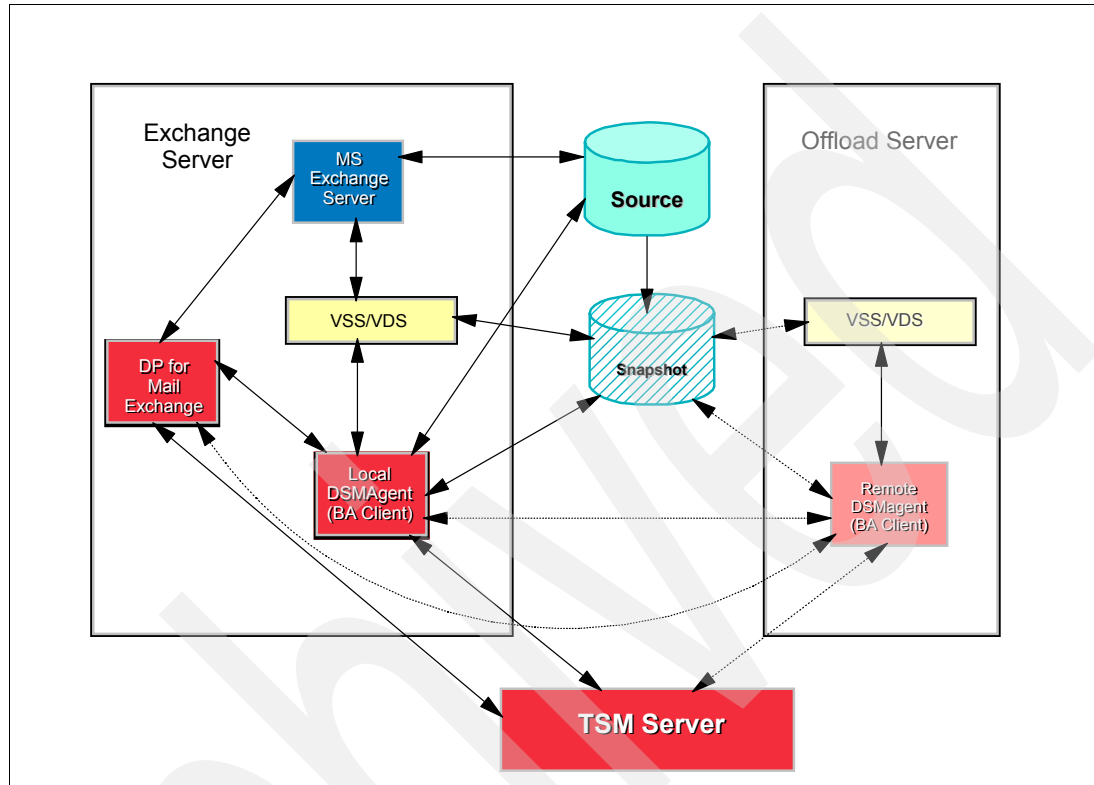 Exchange
Server
MS
Exchange
Server
Source
Offload Server
VSS/VDS
Snapshot
VSS/VDS
DP for
Mail
Exchange
Local
DSMAgent
(BA Client)
Remote
DSMagent
(BA Client)
TSM Server